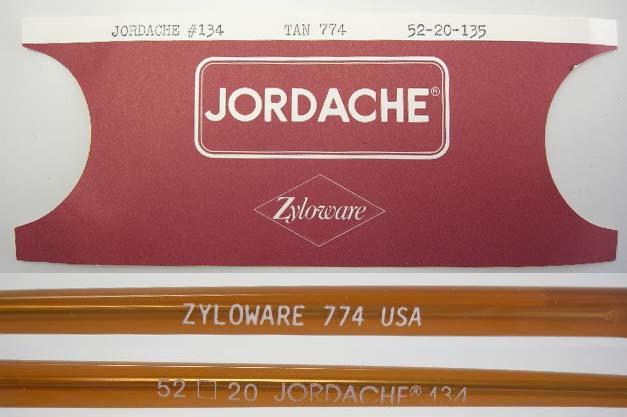 JORDACHE #134 TAN 774 52-20-135
JORDACHE®
Zyloware
ZYLOWARE 774 USA
52 □ 20 JORDACHE® 134